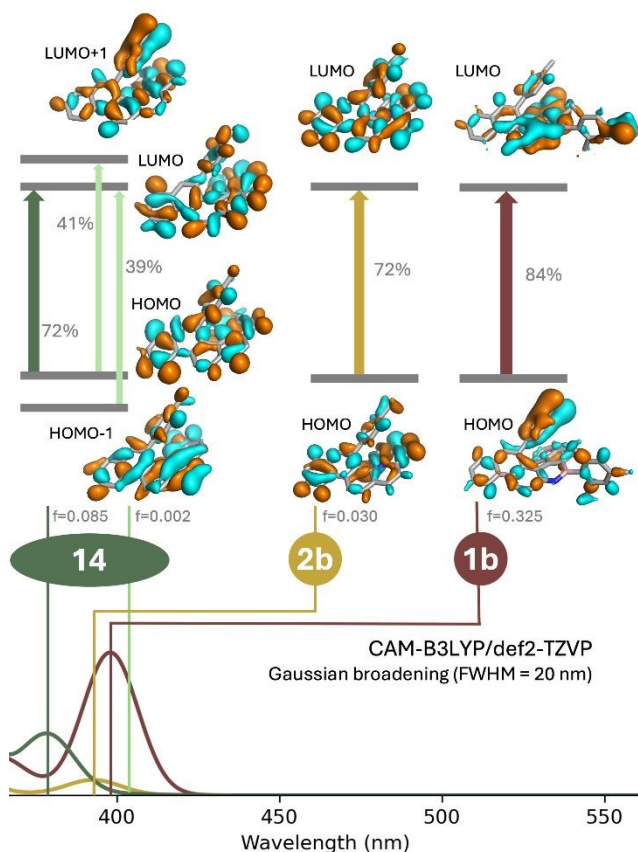 LUMO+1
LUMO
LUMO
LUMO
41%
39%
72%
84%
HOMO
72%
HOMO-1
HOMO
HOMO
f=0.085
f=0.002
f=0.030
f=0.325
14
2b
1b
CAM-B3LYP/def2-TZVP
Gaussian broadening (FWHM = 20 nm)
400
450
500
550
Wavelength (nm)